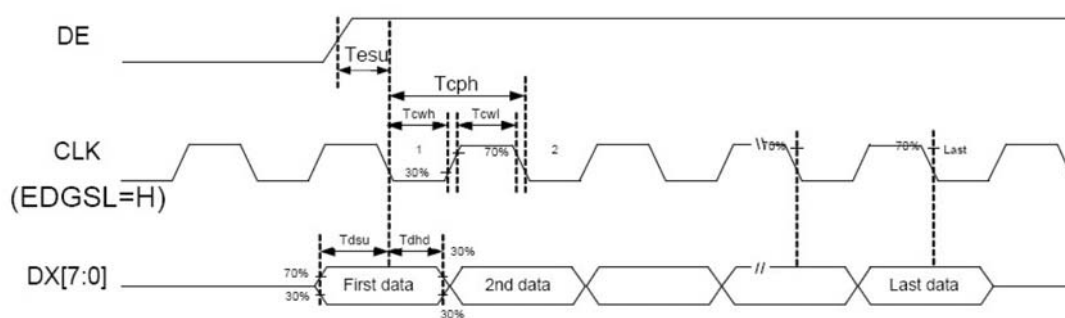 DE
Tesu
Tcph
Tcwh
Tcwl
CLK
1
70%
2
70%
70%
Last
30%
(EDGSL=H)
Tdsu
Tdhd
30%
DX[7:0]
70%
First data
2nd data
//
Last data
30%
30%